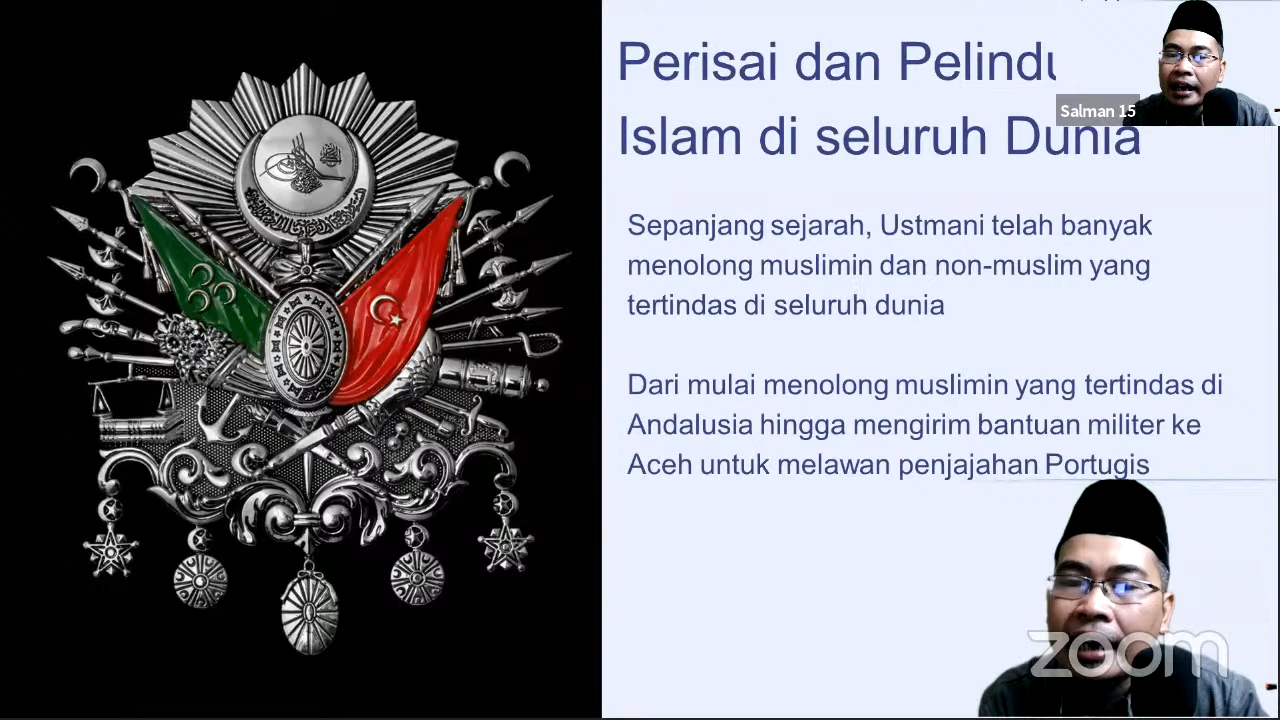 Perisai dan Pelindu
Islam di seluruh Dunia
Salman 15
Sepanjang sejarah, Ustmani telah banyak
menolong muslimin dan non-muslim yang
tertindas di seluruh dunia
Dari mulai menolong muslimin yang tertindas di
Andalusia hingga mengirim bantuan militer ke
Aceh untuk melawan penjajahan Portugis
zoom